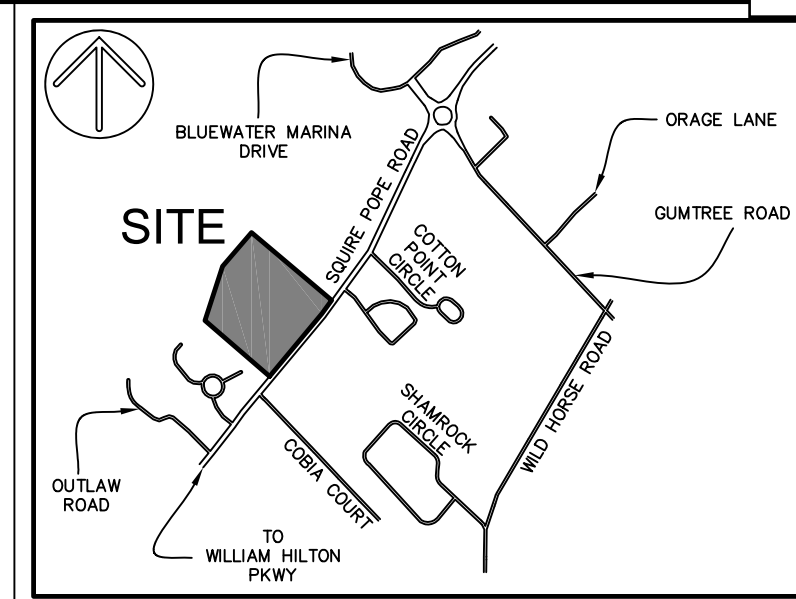 BLUEWATER MARINA
DRIVE
ORAGE LANE
GUMTREE ROAD
SQUIRE POPE ROAD
SITE
COTTON
POINT
CIRCLE
WILD HORSE ROAD
SHAMROCK
CIRCLE
COBIA COURT
OUTLAW
ROAD
TO
WILLIAM HILTON
PKWY